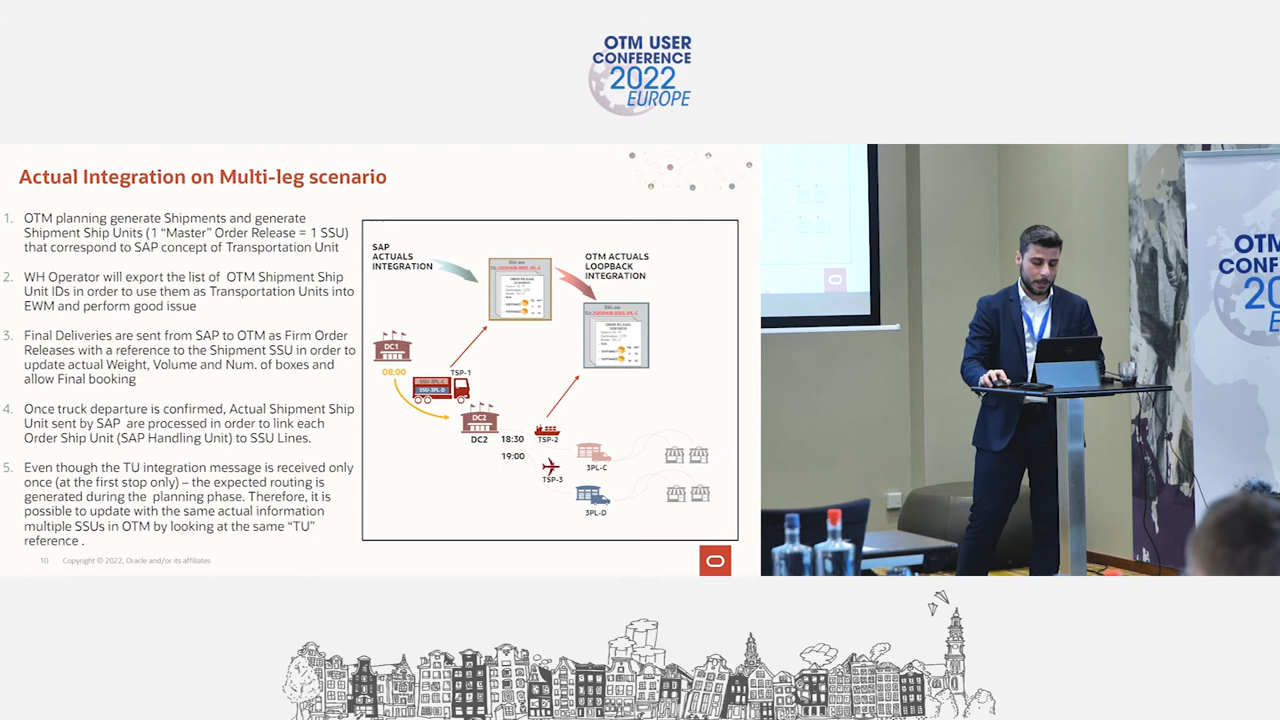 OTM USER
CONFERENCE
2022
EUROPE
Actual Integration on Multi-leg scenario
1. OTM planning generate Shipments and generate
Shipment Ship Units (1 “Master” Order Release = 1 SSU)
that correspond to SAP concept of Transportation Unit
2. WH Operator will export the list of OTM Shipment Ship
Unit IDs in order to use them as Transportation Units into
EWM and perform good issue
3. Final Deliveries are sent from SAP to OTM as Firm Order
Releases with a reference to the Shipment SSU in order to
update actual Weight, Volume and Num. of boxes and
allow Final booking
4. Once truck departure is confirmed, Actual Shipment Ship
Unit sent by SAP are processed in order to link each
Order Ship Unit (SAP Handling Unit) to SSU Lines.
5. Even though the TU integration message is received only
once (at the first stop only) – the expected routing is
generated during the planning phase. Therefore, it is
possible to update with the same actual information
multiple SSUs in OTM by looking at the same “TU”
reference .
SAP
ACTUALS
INTEGRATION
OTM ACTUALS
LOOPBACK
INTEGRATION
DC1
08:00
TSP-1
SSU-3PL-C
SSU-3PL-D
DC2
DC2
18:30
19:00
TSP-2
TSP-3
3PL-C
3PL-D
10 Copyright © 2022, Oracle and/or its affiliates
OTM
CONF
20
E